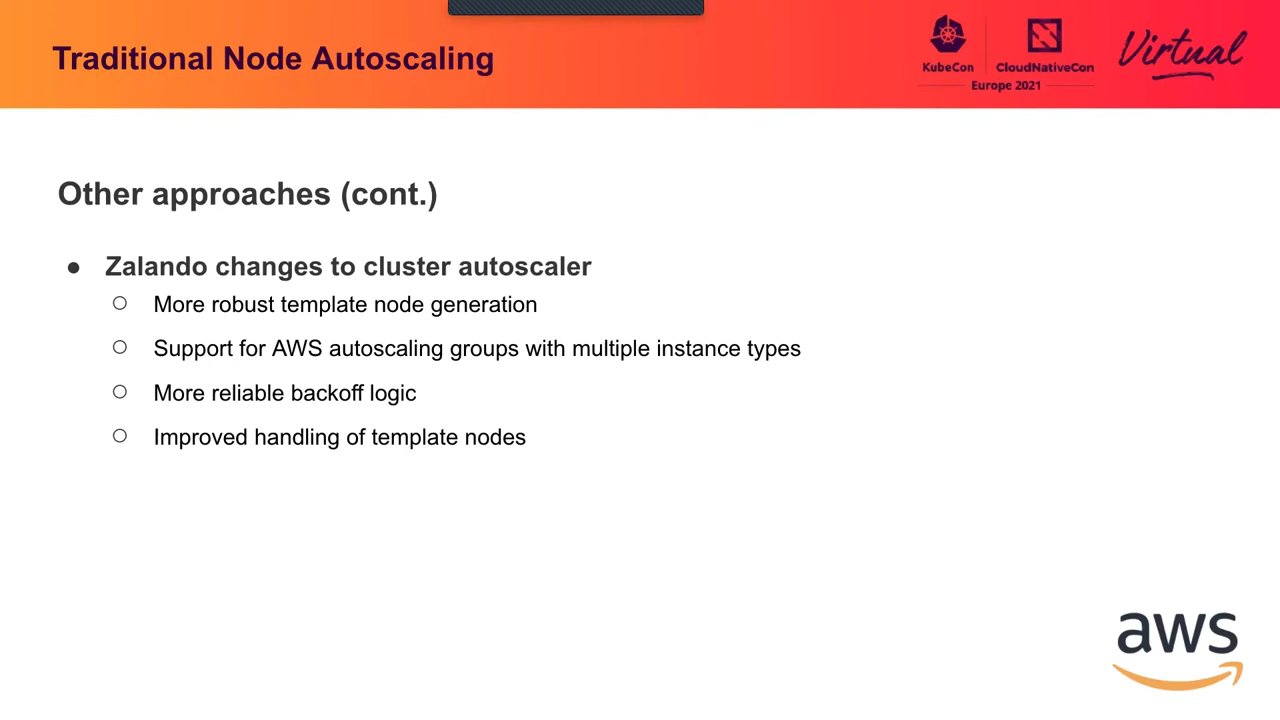 Traditional Node Autoscaling
KubeCon
CloudNativeCon
Europe 2021
Virtual
Other approaches (cont.)
● Zalando changes to cluster autoscaler
○ More robust template node generation
○ Support for AWS autoscaling groups with multiple instance types
○ More reliable backoff logic
○ Improved handling of template nodes
aws